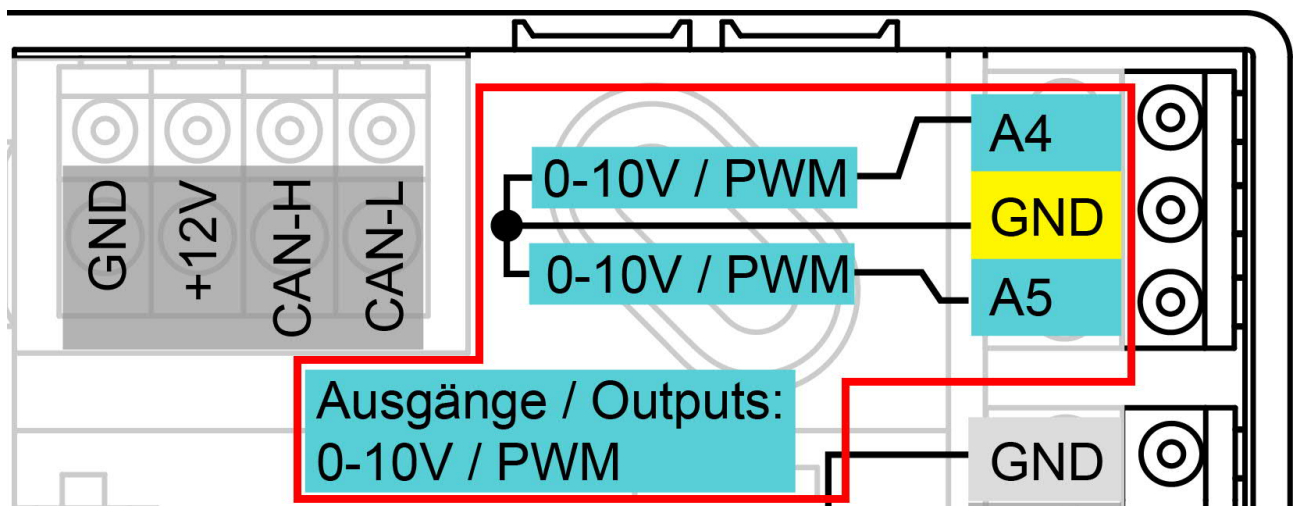 GND
+12V
CAN-H
CAN-L
0-10V / PWM
A4
GND
0-10V / PWM
A5
Ausgänge / Outputs:
0-10V / PWM
GND